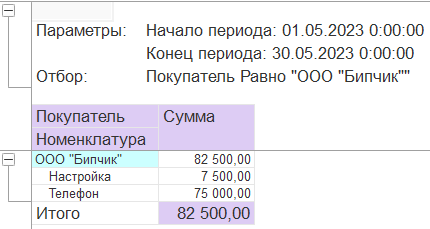 Параметры: Начало периода: 01.05.2023 0:00:00
Конец периода: 30.05.2023 0:00:00
Отбор: Покупатель Равно "ООО "Бипчик""
Покупатель Сумма
Номенклатура
ООО "Бипчик" 82 500,00
Настройка 7 500,00
Телефон 75 000,00
Итого 82 500,00